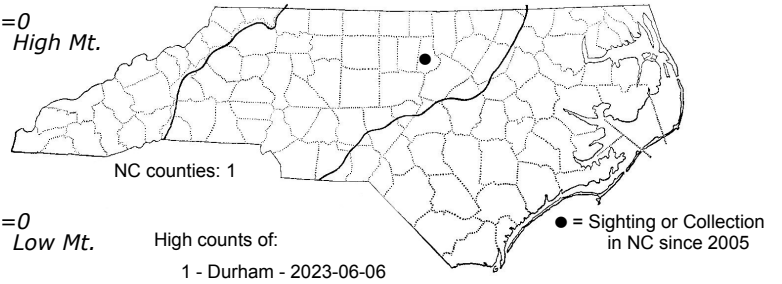 =0
High Mt.
NC counties: 1
=0
Low Mt.
High counts of:
1 - Durham - 2023-06-06
● = Sighting or Collection
in NC since 2005